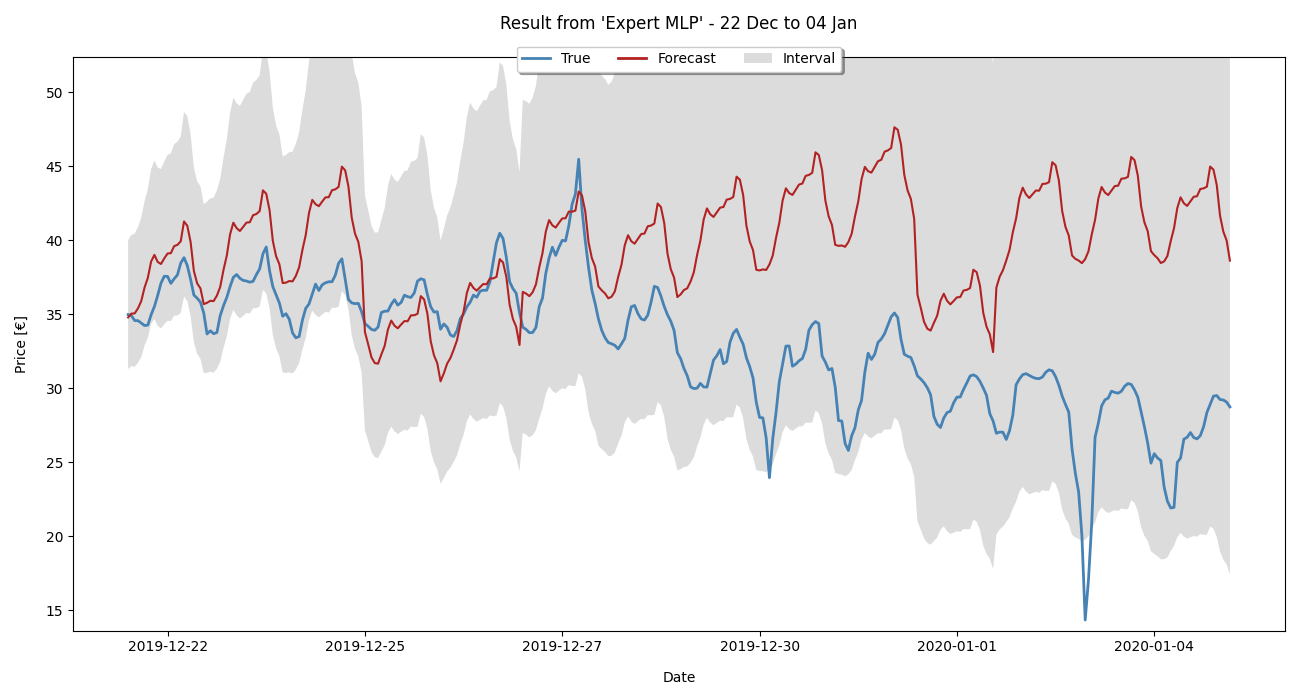 Result from 'Expert MLP' - 22 Dec to 04 Jan
True Forecast Interval
50
45
40
35
30
25
20
15
Price [€]
2019-12-22 2019-12-25 2019-12-27 2019-12-30 2020-01-01 2020-01-04
Date